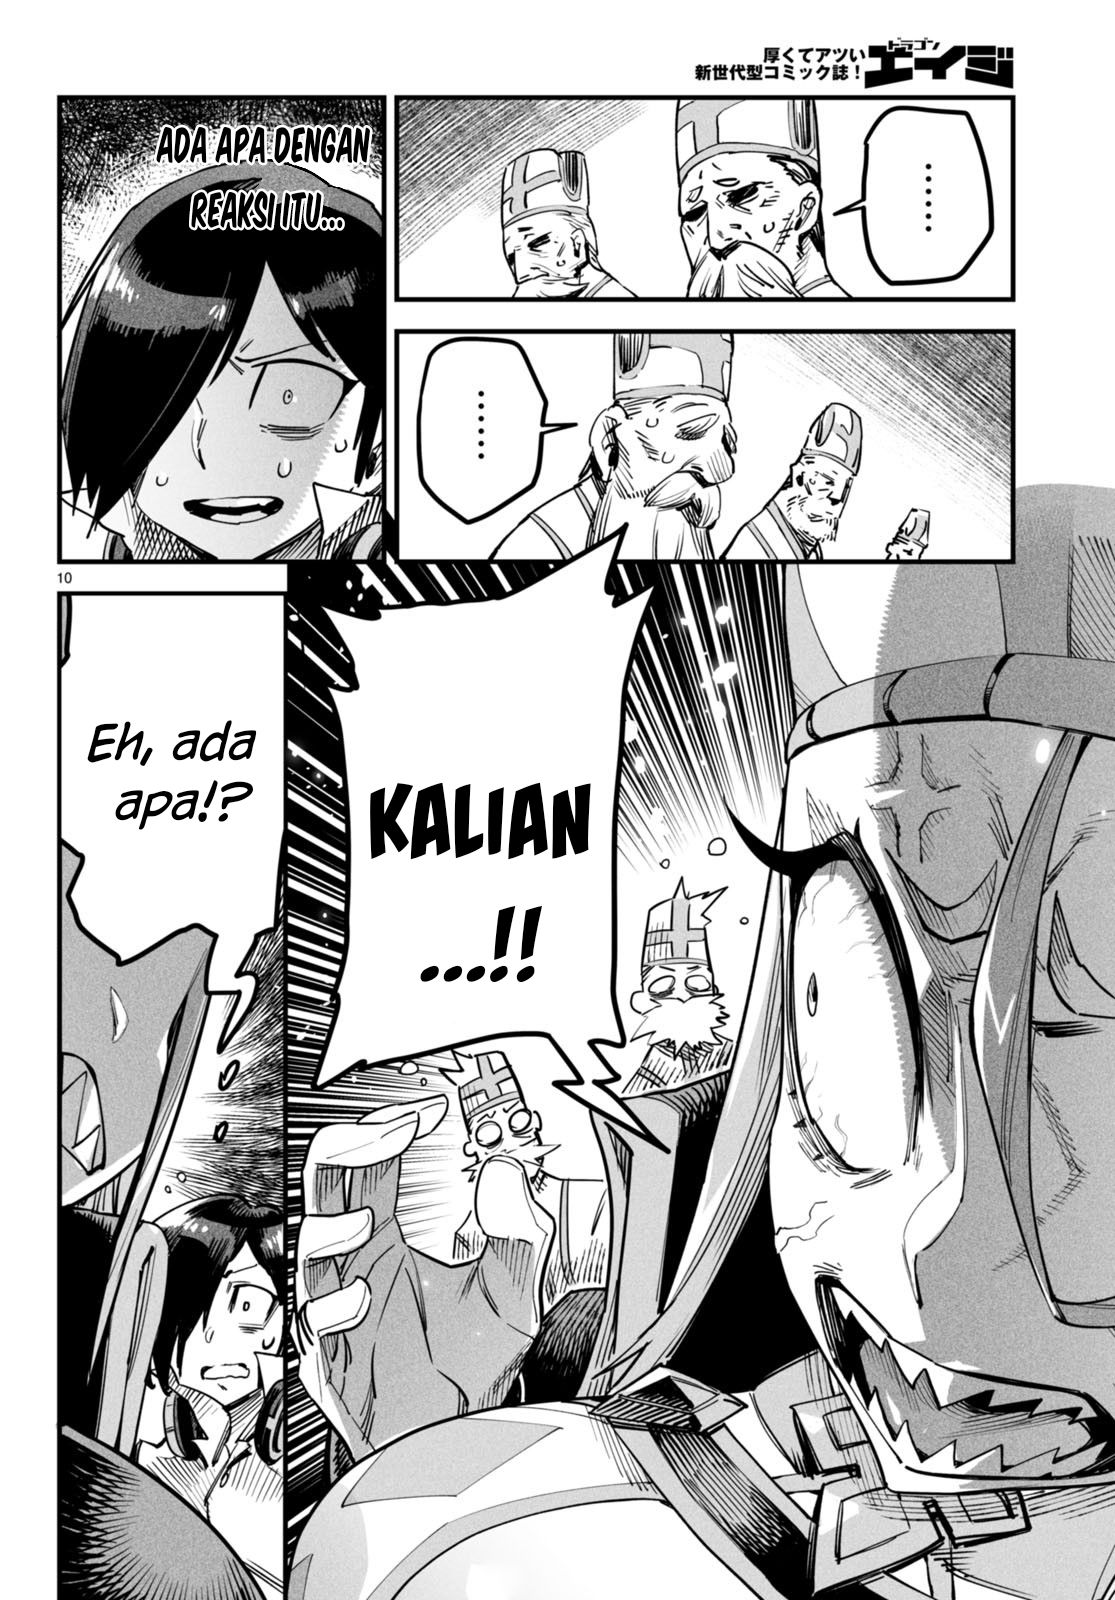 厚くてアツい
新世代型コミック誌!
ドラゴン
エイジ
……
……
ADA APA DENGAN
REAKSI ITU...
10
KALIAN
...!!
Eh, ada
apa!?